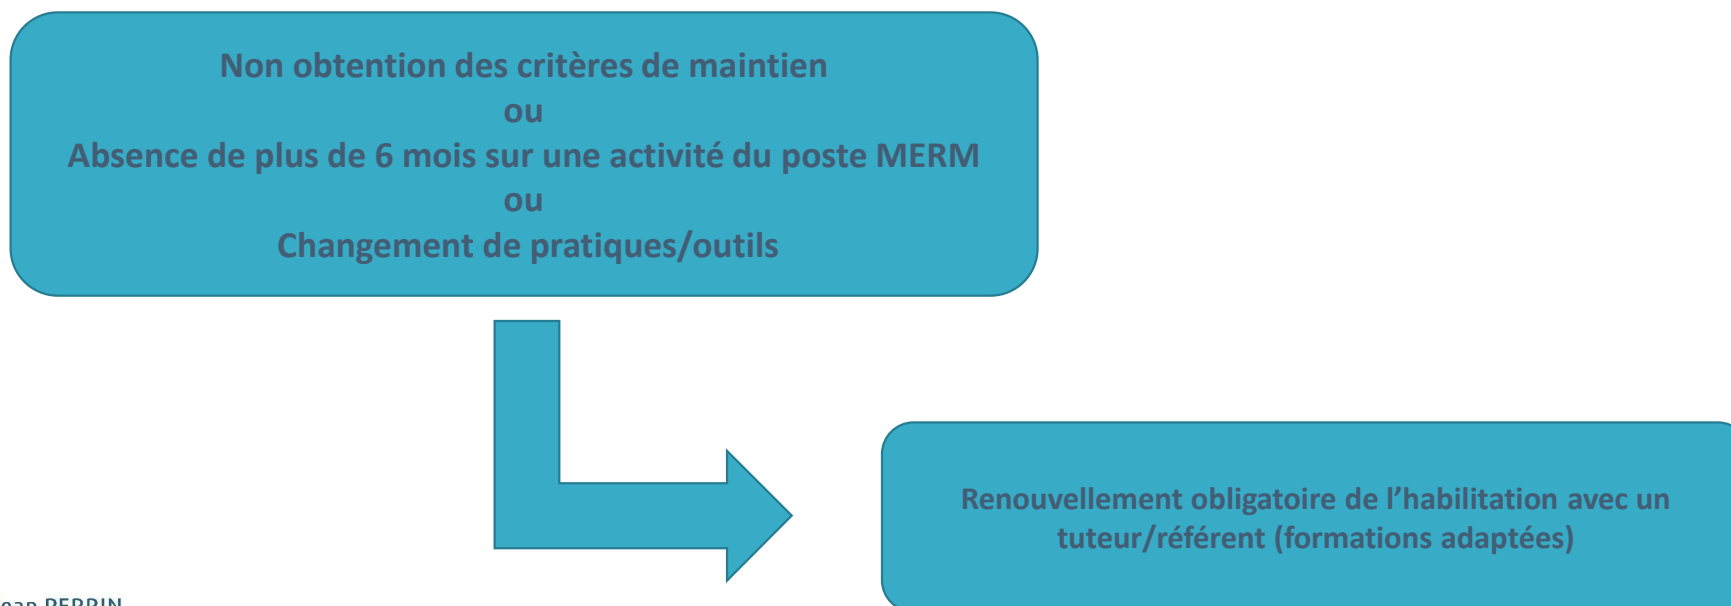 Non obtention des critères de maintien
ou
Absence de plus de 6 mois sur une activité du poste MERM
ou
Changement de pratiques/outils
Renouvellement obligatoire de l’habilitation avec un
tuteur/référent (formations adaptées)
PERRIN